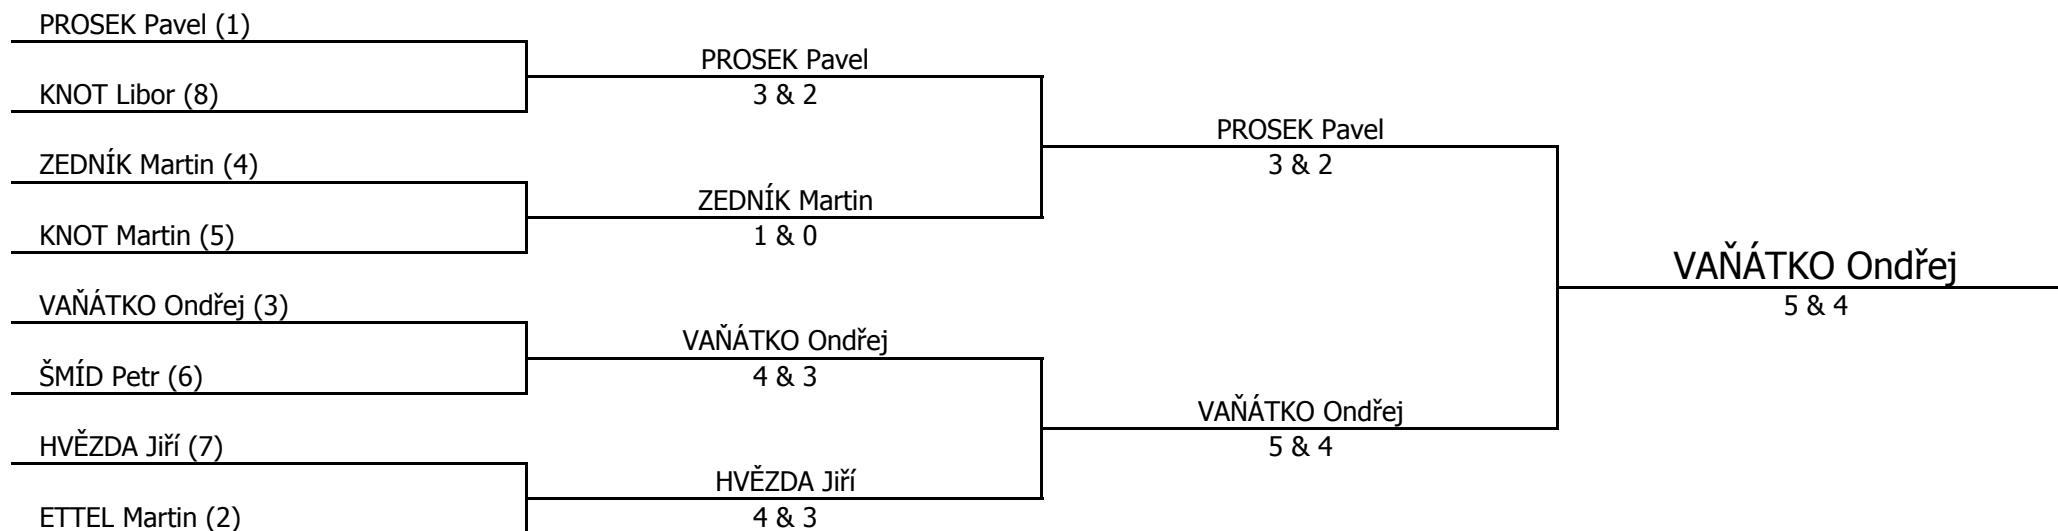 PROSEK Pavel (1)
KNOT Libor (8)
ZEDNÍK Martin (4)
KNOT Martin (5)
VAŇÁTKO Ondřej (3)
ŠMÍD Petr (6)
HVĚZDA Jiří (7)
ETTEL Martin (2)
PROSEK Pavel
3 & 2
ZEDNÍK Martin
1 & 0
VAŇÁTKO Ondřej
4 & 3
HVĚZDA Jiří
4 & 3
PROSEK Pavel
3 & 2
VAŇÁTKO Ondřej
5 & 4
VAŇÁTKO Ondřej
5 & 4